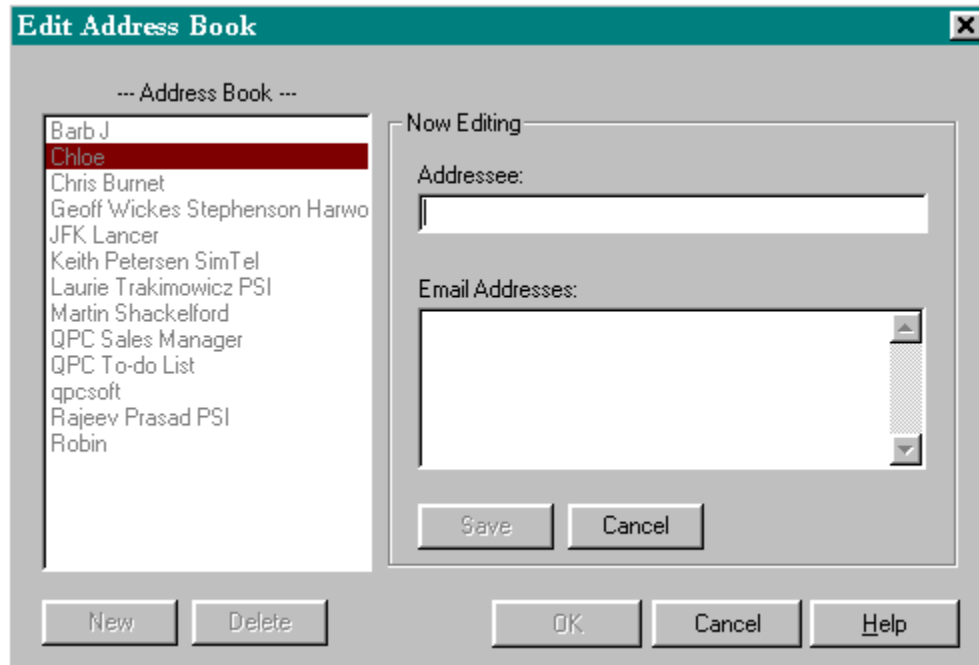 Edit Address Book
--- Address Book ---
Barb J
Chloe
Chris Burnet
Geoff Wickes Stephenson Harwo
JFK Lancer
Keith Petersen SimTel
Laurie Trakimowicz PSI
Martin Shackelford
QPC Sales Manager
QPC To-do List
qpcsoft
Rajeev Prasad PSI
Robin
Now Editing
Addressee:
Email Addresses:
Save
Cancel
New
Delete
OK
Cancel
Help